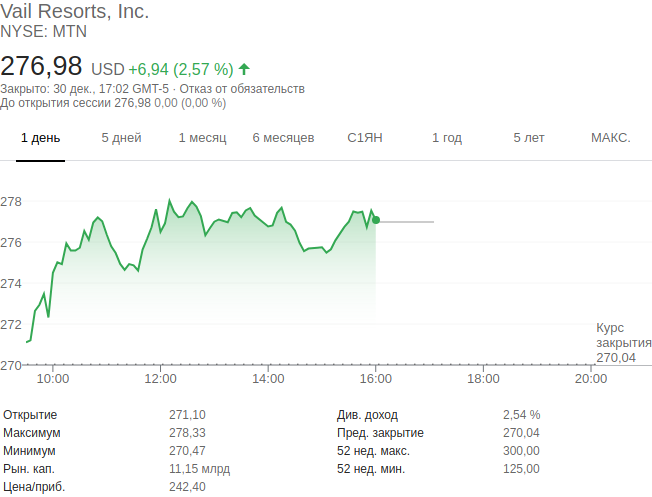 Vail Resorts, Inc.
NYSE: MTN
276,98 USD +6,94 (2,57 %)
Закрыто: 30 дек., 17:02 GMT-5 · Отказ от обязательств
До открытия сессии 276,98 0,00 (0,00 %)
1 день 5 дней 1 месяц 6 месяцев С1ЯН 1 год 5 лет МАКС.
278
276
274
272
270
Курс
закрытия
270,04
10:00 12:00 14:00 16:00 18:00 20:00
Открытие 271,10 Див. доход 2,54 %
Максимум 278,33 Пред. закрытие 270,04
Минимум 270,47 52 нед. макс. 300,00
Рын. кап. 11,15 млрд 52 нед. мин. 125,00
Цена/приб. 242,40